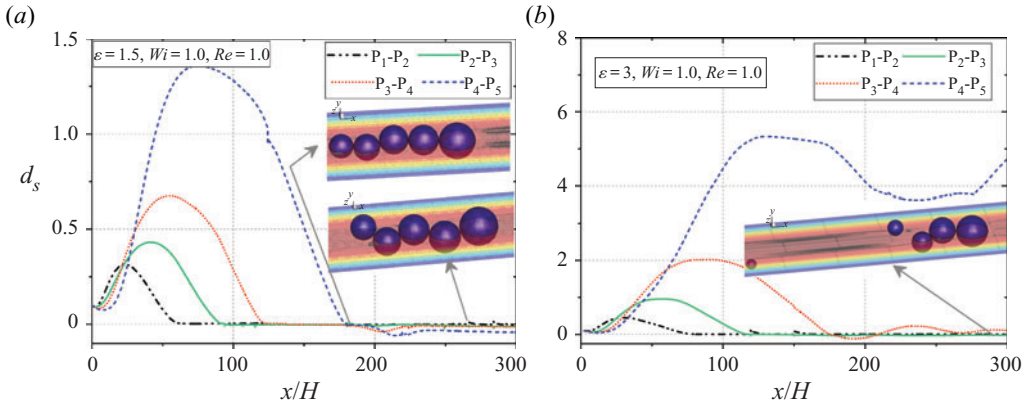 (a)
1.5
1.0
0.5
0
d_s
ε = 1.5, Wi = 1.0, Re = 1.0
P₁-P₂ P₂-P₃
P₃-P₄ P₄-P₅
y
z x
y
z x
0 100 200 300
x/H
(b)
8
6
4
2
0
ε = 3, Wi = 1.0, Re = 1.0
P₁-P₂ P₂-P₃
P₃-P₄ P₄-P₅
y
z x
0 100 200 300
x/H